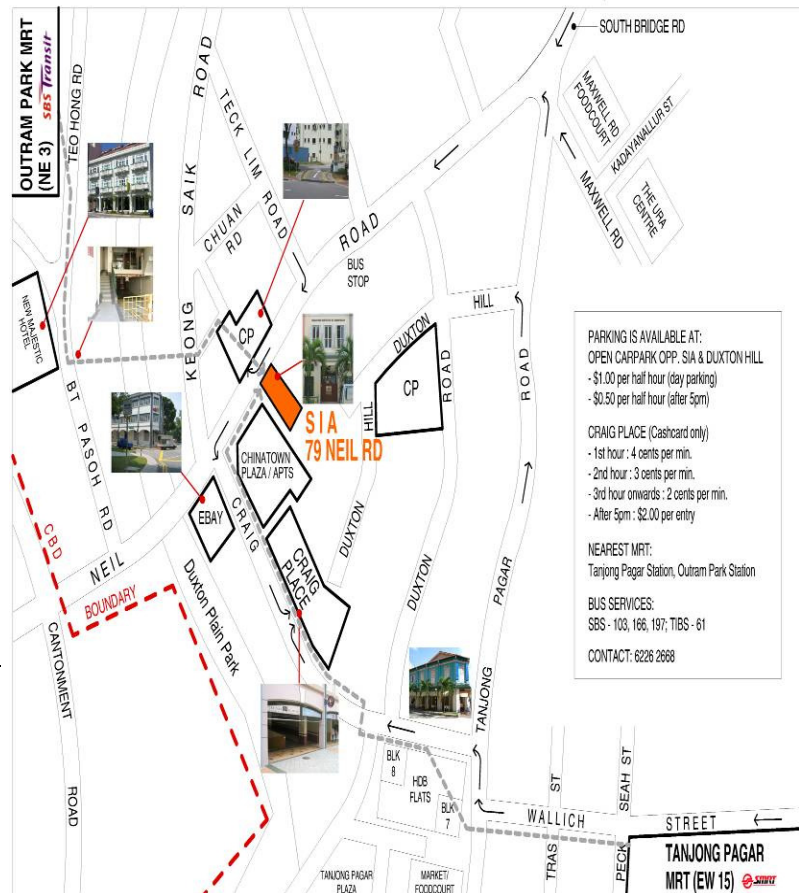 OUTRAM PARK MRT
(NE 3)
SBS Transit
TEO HONG RD
KEONG SAIK ROAD
TECK LIM ROAD
CHUAN
RD
SOUTH BRIDGE RD
MAXWELL RD
FOODCOURT
KADAYANALLUR ST
THE URA
CENTRE
MAXWELL RD
ROAD
BUS
STOP
NEW MAJESTIC
HOTEL
CP
DUXTON
HILL
CP
ROAD
ROAD
SIA
79 NEIL RD
HILL
DUXTON
CHINATOWN
PLAZA / APTS
BT PASOH RD
EBAY
CRAIG
CRAIG
PLACE
DUXTON
PAGAR
TANJONG
CBD
BOUNDARY
NEIL
Duxton Plain Park
CANTONMENT
ROAD
PARKING IS AVAILABLE AT:
OPEN CARPARK OPP. SIA & DUXTON HILL
- $1.00 per half hour (day parking)
- $0.50 per half hour (after 5pm)
CRAIG PLACE (Cashcard only)
- 1st hour : 4 cents per min.
- 2nd hour : 3 cents per min.
- 3rd hour onwards : 2 cents per min.
- After 5pm : $2.00 per entry
NEAREST MRT:
Tanjong Pagar Station, Outram Park Station
BUS SERVICES:
SBS - 103, 166, 197; TIBS - 61
CONTACT: 6226 2668
BLK
8
HDB
FLATS
BLK
7
TRAS ST
PECK SEAH ST
WALLICH STREET
TANJONG PAGAR
MRT (EW 15)
SMRT
TANJONG PAGAR
PLAZA
MARKET/
FOODCOURT